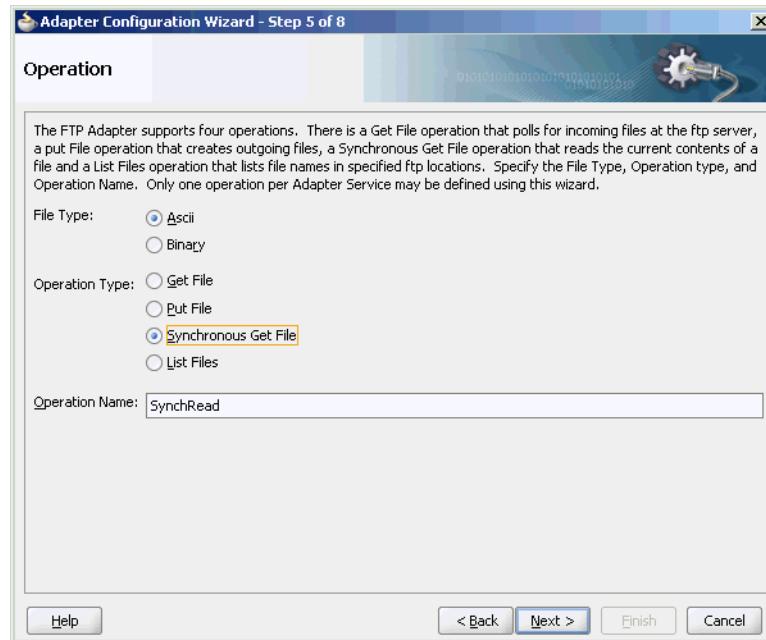 Adapter Configuration Wizard - Step 5 of 8
Operation
The FTP Adapter supports four operations. There is a Get File operation that polls for incoming files at the ftp server,
a put File operation that creates outgoing files, a Synchronous Get File operation that reads the current contents of a
file and a List Files operation that lists file names in specified ftp locations. Specify the File Type, Operation type, and
Operation Name. Only one operation per Adapter Service may be defined using this wizard.
File Type: Ascii
Binary
Operation Type: Get File
Put File
Synchronous Get File
List Files
Operation Name: SynchRead
Help < Back Next > Finish Cancel